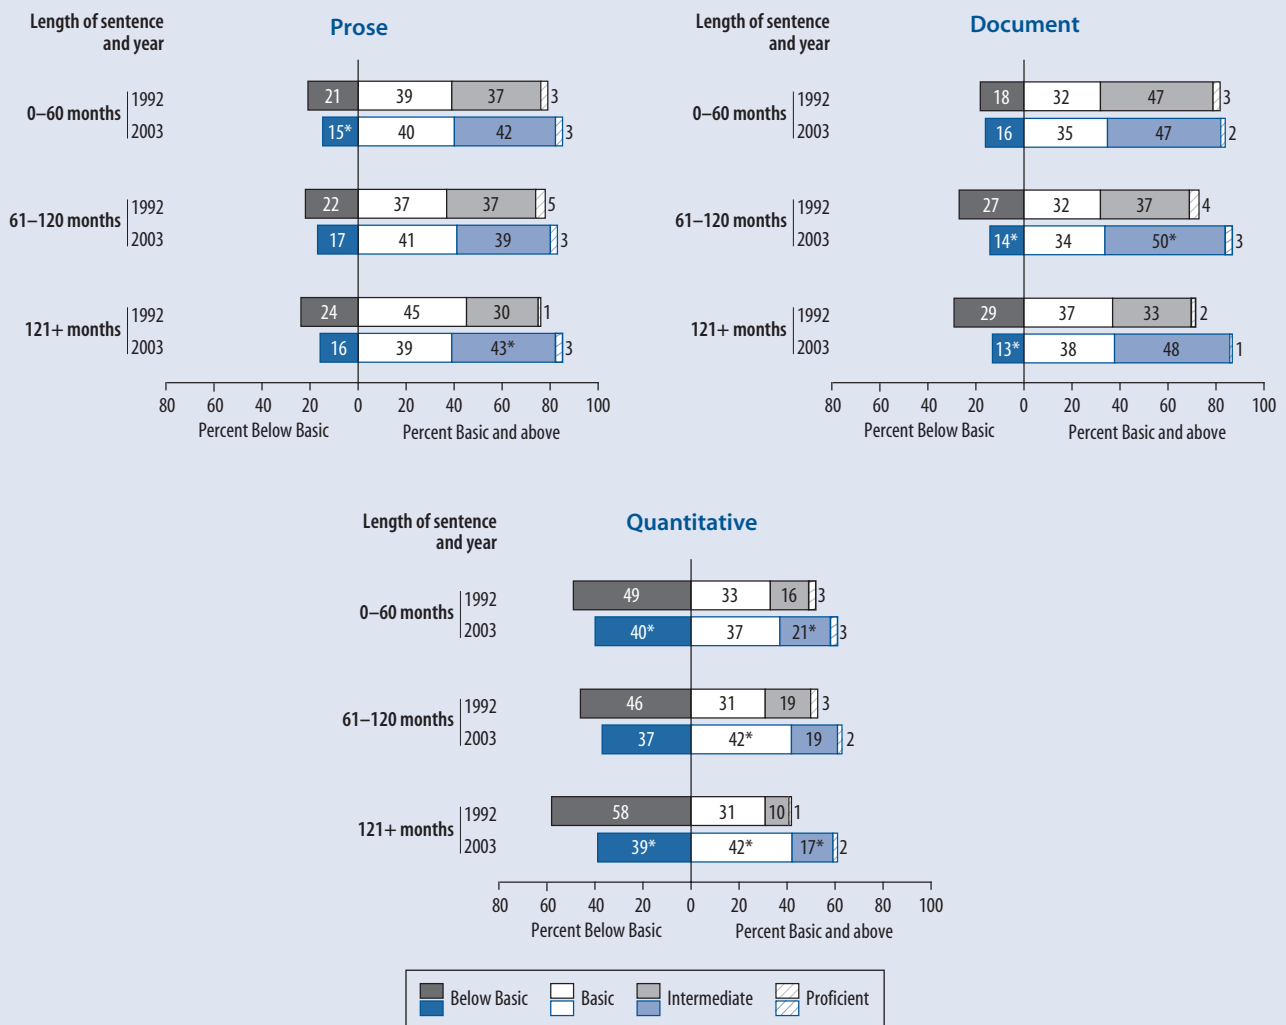 Length of sentence
and year
Prose
0–60 months
1992
21
39
37
3
2003
15*
40
42
3
61–120 months
1992
22
37
37
5
2003
17
41
39
3
121+ months
1992
24
45
30
1
2003
16
39
43*
3
80 60 40 20 0 20 40 60 80 100
Percent Below Basic
Percent Basic and above
Length of sentence
and year
Document
0–60 months
1992
18
32
47
3
2003
16
35
47
2
61–120 months
1992
27
32
37
4
2003
14*
34
50*
3
121+ months
1992
29
37
33
2
2003
13*
38
48
1
80 60 40 20 0 20 40 60 80 100
Percent Below Basic
Percent Basic and above
Length of sentence
and year
Quantitative
0–60 months
1992
49
33
16
3
2003
40*
37
21*
3
61–120 months
1992
46
31
19
3
2003
37
42*
19
2
121+ months
1992
58
31
10
1
2003
39*
42*
17*
2
80 60 40 20 0 20 40 60 80 100
Percent Below Basic
Percent Basic and above
Below Basic
Basic
Intermediate
Proficient